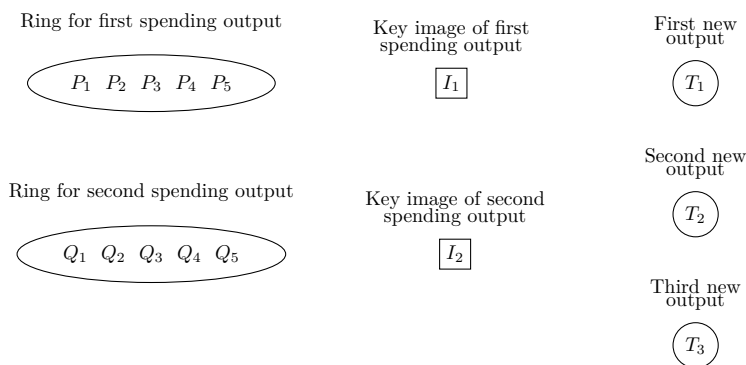 Ring for first spending output
P1 P2 P3 P4 P5
Key image of first
spending output
I1
First new
output
T1
Ring for second spending output
Q1 Q2 Q3 Q4 Q5
Key image of second
spending output
I2
Second new
output
T2
Third new
output
T3